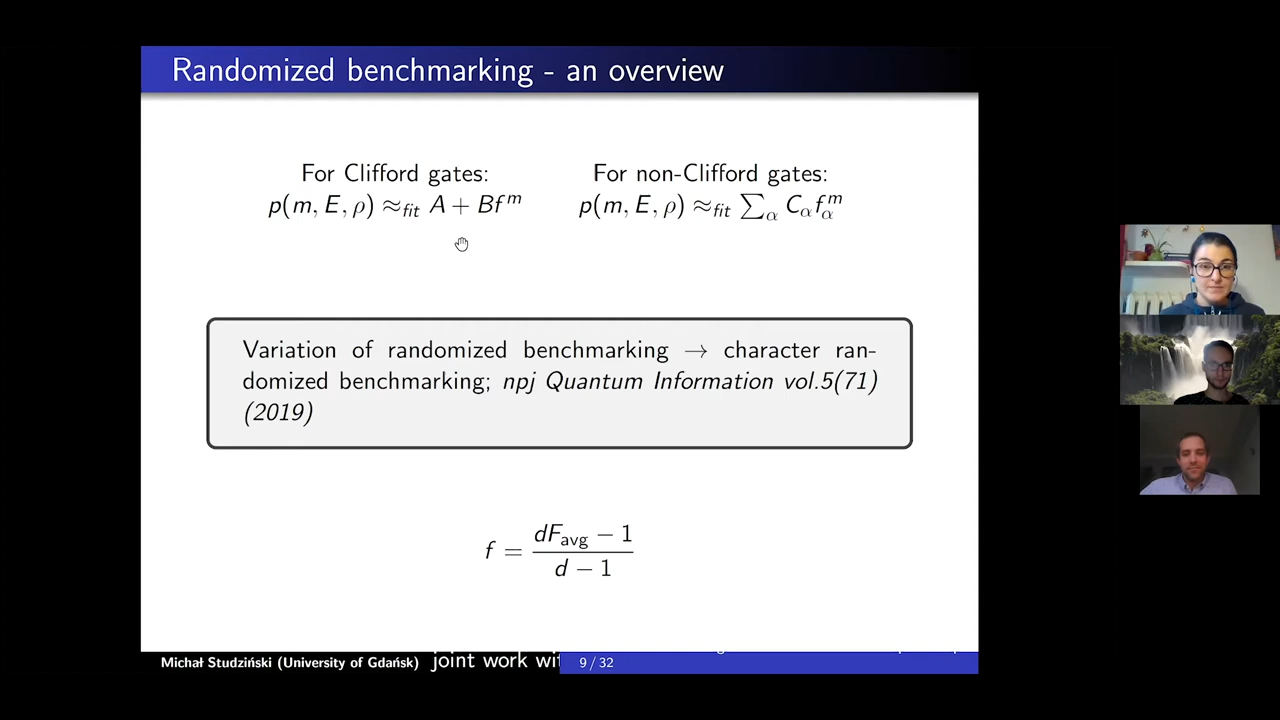 Randomized benchmarking - an overview
For Clifford gates:
p(m, E, ρ) ≈fit A + Bf^m
For non-Clifford gates:
p(m, E, ρ) ≈fit ∑α Cα fα^m
Variation of randomized benchmarking → character ran-
domized benchmarking; npj Quantum Information vol.5(71)
(2019)
f = (dFavg − 1) / (d − 1)
Michał Studziński (University of Gdańsk)
joint work
9 / 32